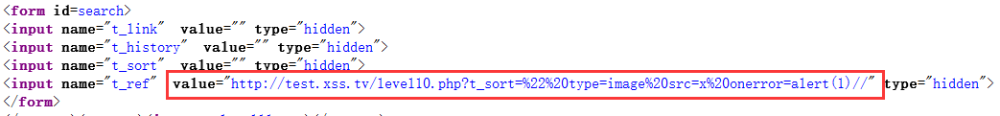 <form id=search>
<input name="t_link"  value="" type="hidden">
<input name="t_history"  value="" type="hidden">
<input name="t_sort"  value="" type="hidden">
<input name="t_ref"  value="http://test.xss.tv/level10.php?t_sort=%22%20type=image%20src=x%20onerror=alert(1)//" type="hidden">
</form>